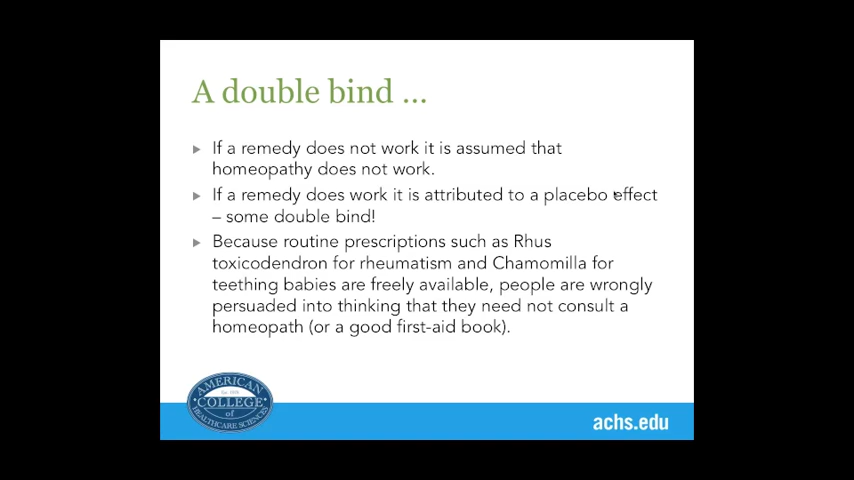 A double bind ...
If a remedy does not work it is assumed that
homeopathy does not work.
If a remedy does work it is attributed to a placebo effect
– some double bind!
Because routine prescriptions such as Rhus
toxicodendron for rheumatism and Chamomilla for
teething babies are freely available, people are wrongly
persuaded into thinking that they need not consult a
homeopath (or a good first-aid book).
AMERICAN
COLLEGE
of
HEALTHCARE SCIENCES
achs.edu